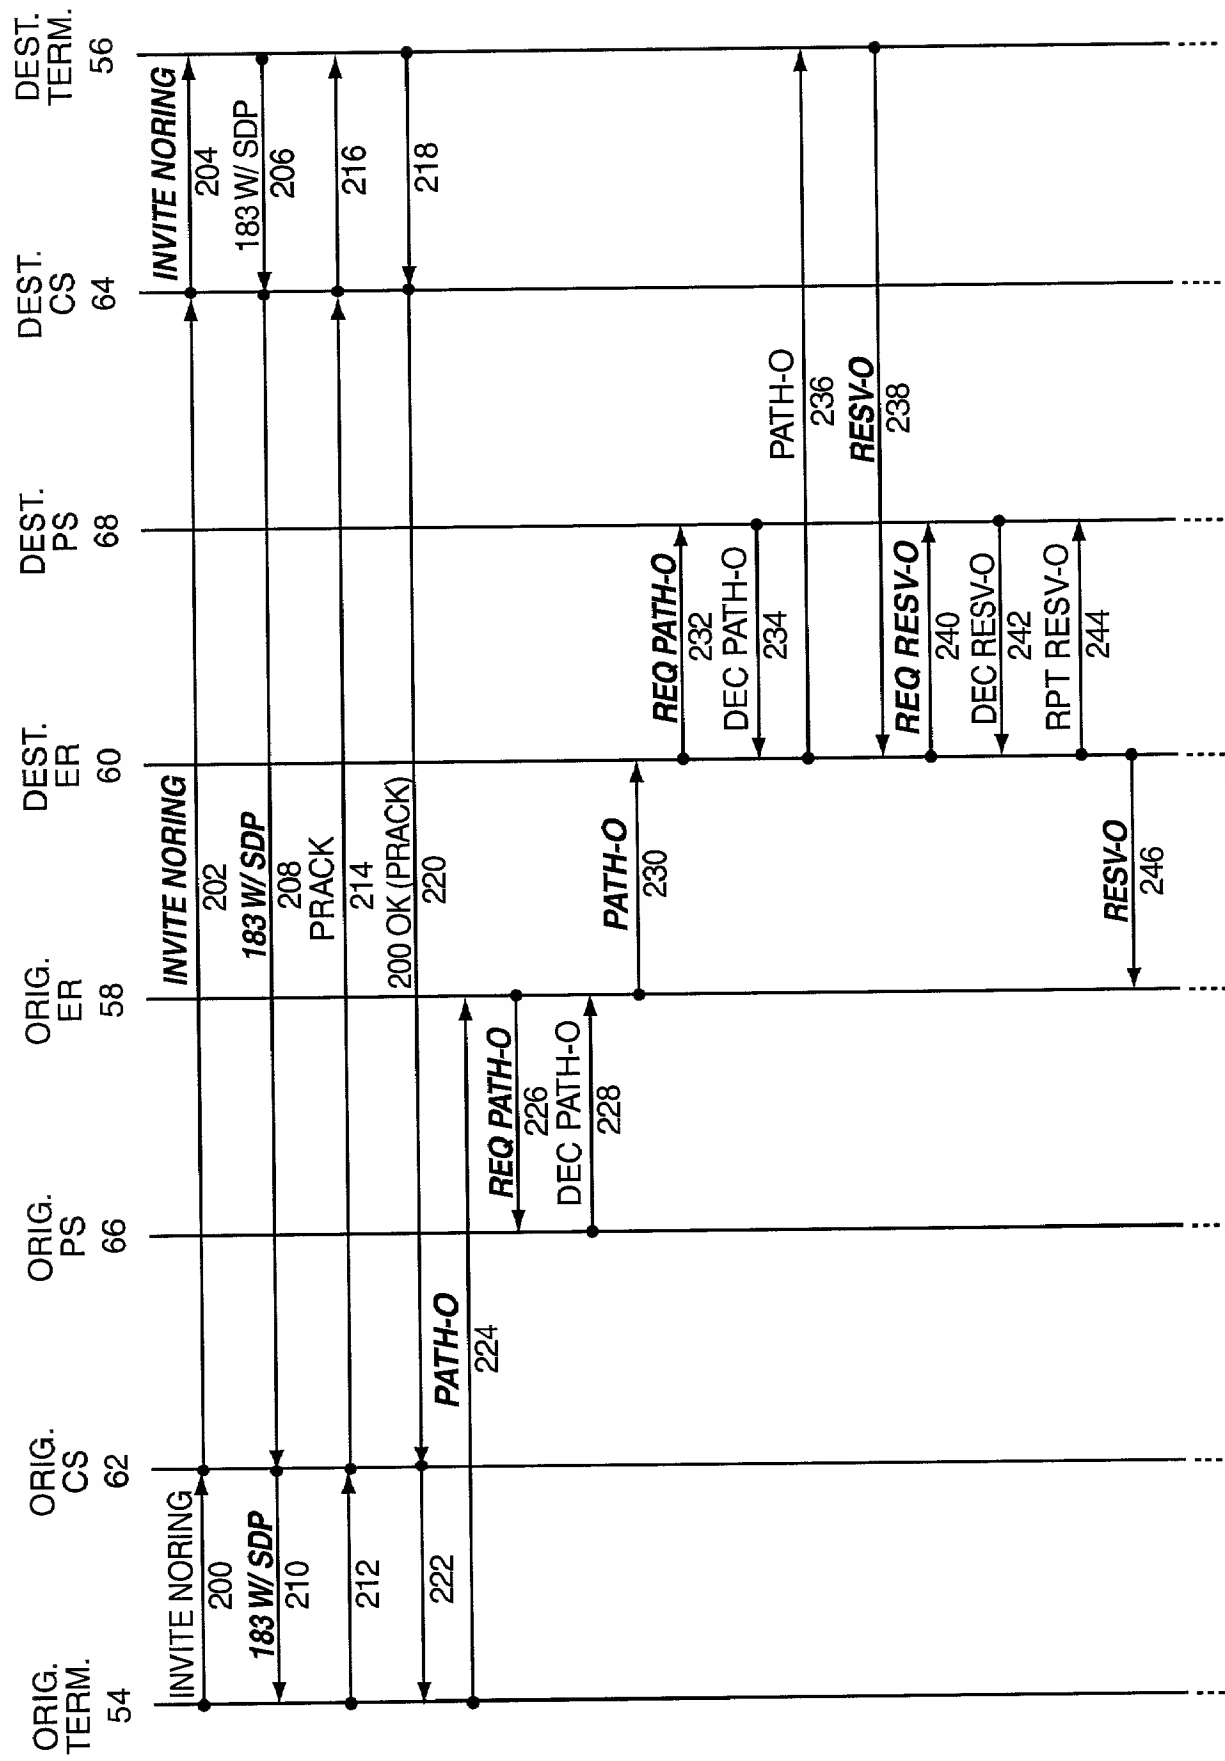 ORIG.
TERM.
54
ORIG.
CS
62
ORIG.
PS
66
ORIG.
ER
58
DEST.
ER
60
DEST.
PS
68
DEST.
CS
64
DEST.
TERM.
56
INVITE NORING
200
INVITE NORING
202
INVITE NORING
204
183 W/ SDP
206
183 W/ SDP
208
183 W/ SDP
210
212
PRACK
214
216
218
200 OK (PRACK)
220
222
PATH-O
224
REQ PATH-O
226
DEC PATH-O
228
PATH-O
230
REQ PATH-O
232
DEC PATH-O
234
PATH-O
236
RESV-O
238
REQ RESV-O
240
DEC RESV-O
242
RPT RESV-O
244
RESV-O
246